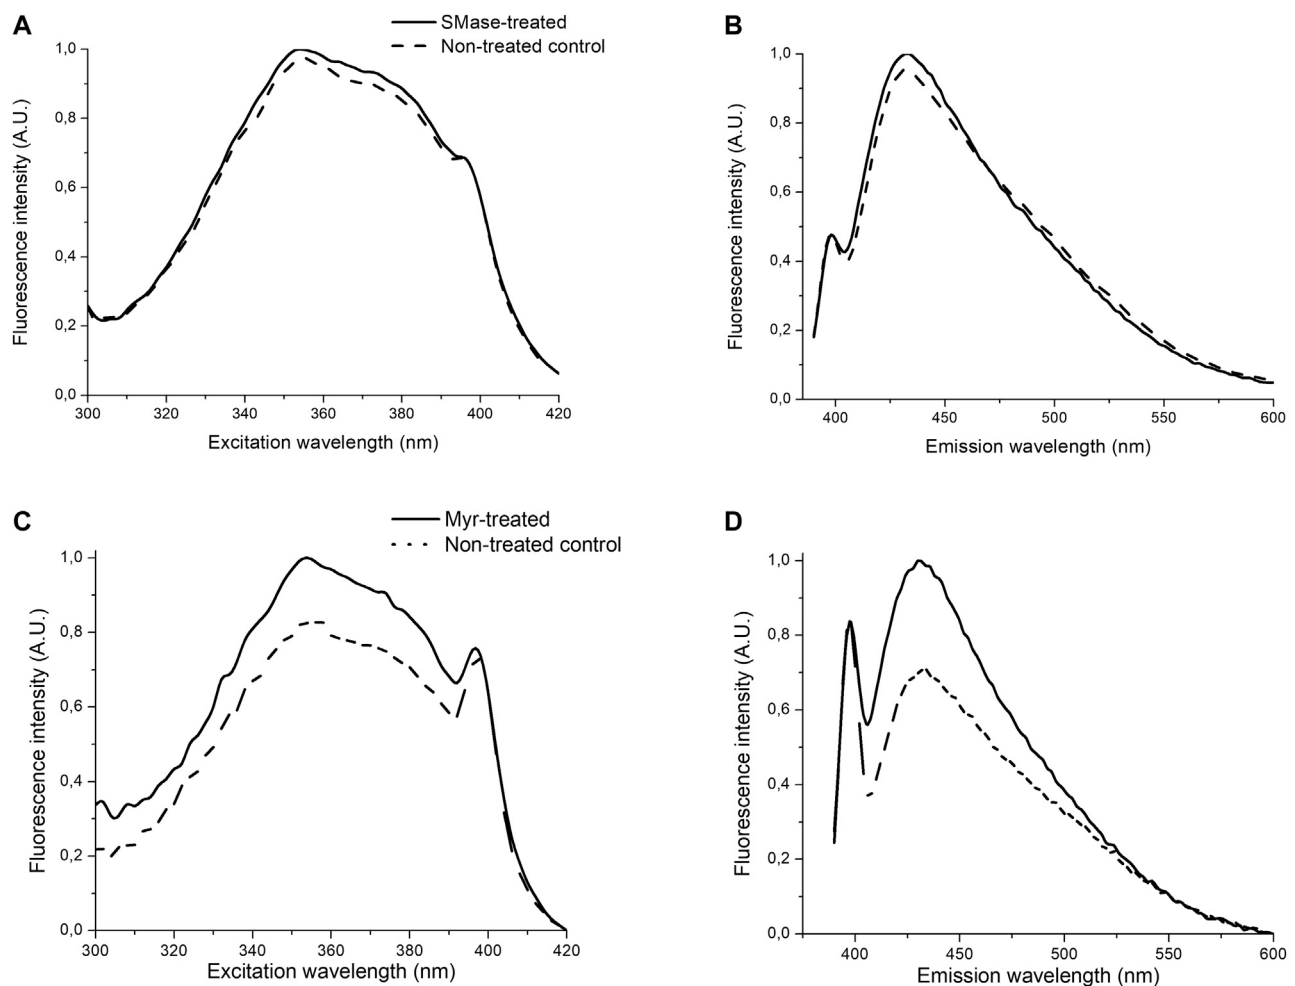 A
SMase-treated
Non-treated control
Fluorescence intensity (A.U.)
1,0
0,8
0,6
0,4
0,2
0,0
300 320 340 360 380 400 420
Excitation wavelength (nm)
B
Fluorescence intensity (A.U.)
1,0
0,8
0,6
0,4
0,2
0,0
400 450 500 550 600
Emission wavelength (nm)
C
Myr-treated
Non-treated control
Fluorescence intensity (A.U.)
1,0
0,8
0,6
0,4
0,2
0,0
300 320 340 360 380 400 420
Excitation wavelength (nm)
D
Fluorescence intensity (A.U.)
1,0
0,8
0,6
0,4
0,2
0,0
400 450 500 550 600
Emission wavelength (nm)